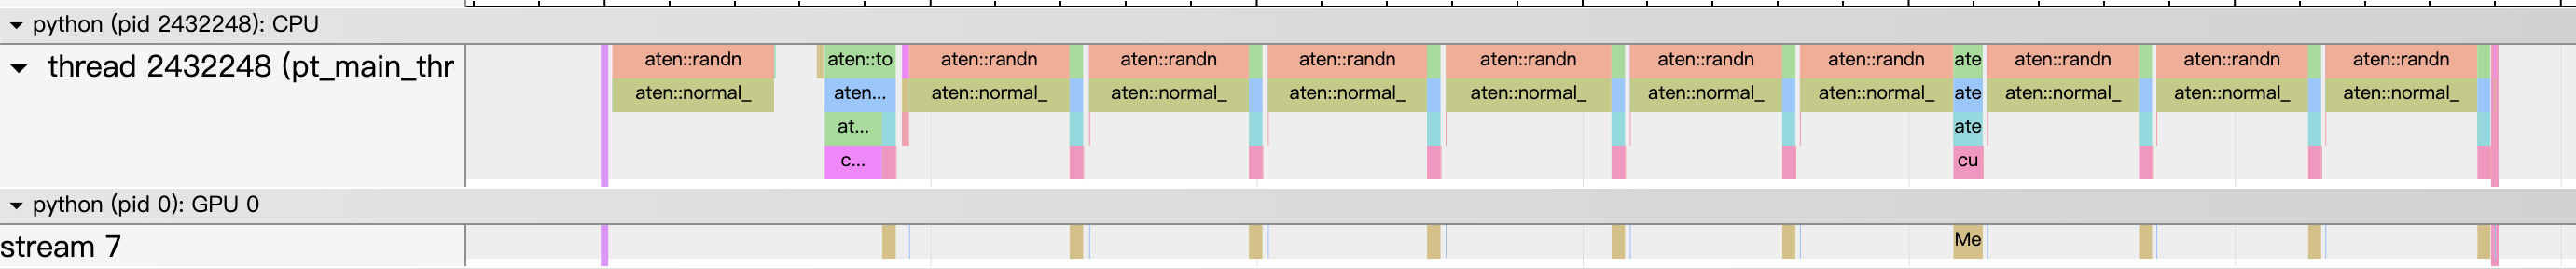 python (pid 2432248): CPU
thread 2432248 (pt_main_thr
aten::randn aten::to aten::randn aten::randn aten::randn aten::randn aten::randn aten::randn ate aten::randn aten::randn aten::randn
aten::normal_ aten... aten::normal_ aten::normal_ aten::normal_ aten::normal_ aten::normal_ aten::normal_ ate aten::normal_ aten::normal_ aten::normal_
at... ate
c... cu
python (pid 0): GPU 0
stream 7 Me